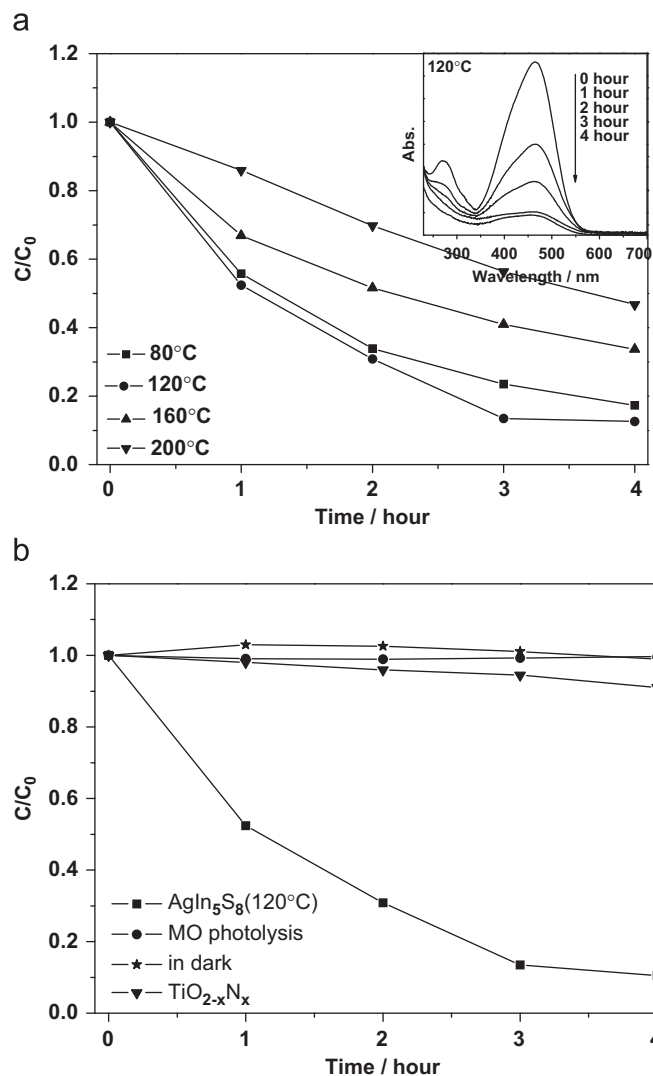 a
1.2
1.0
0.8
0.6
0.4
0.2
0.0
C/C0
0 1 2 3 4
Time / hour
80°C
120°C
160°C
200°C
120°C
0 hour
1 hour
2 hour
3 hour
4 hour
Abs.
300 400 500 600 700
Wavelength / nm
b
1.2
1.0
0.8
0.6
0.4
0.2
0.0
C/C0
0 1 2 3 4
Time / hour
AgIn5S8(120°C)
MO photolysis
in dark
TiO2-xNx